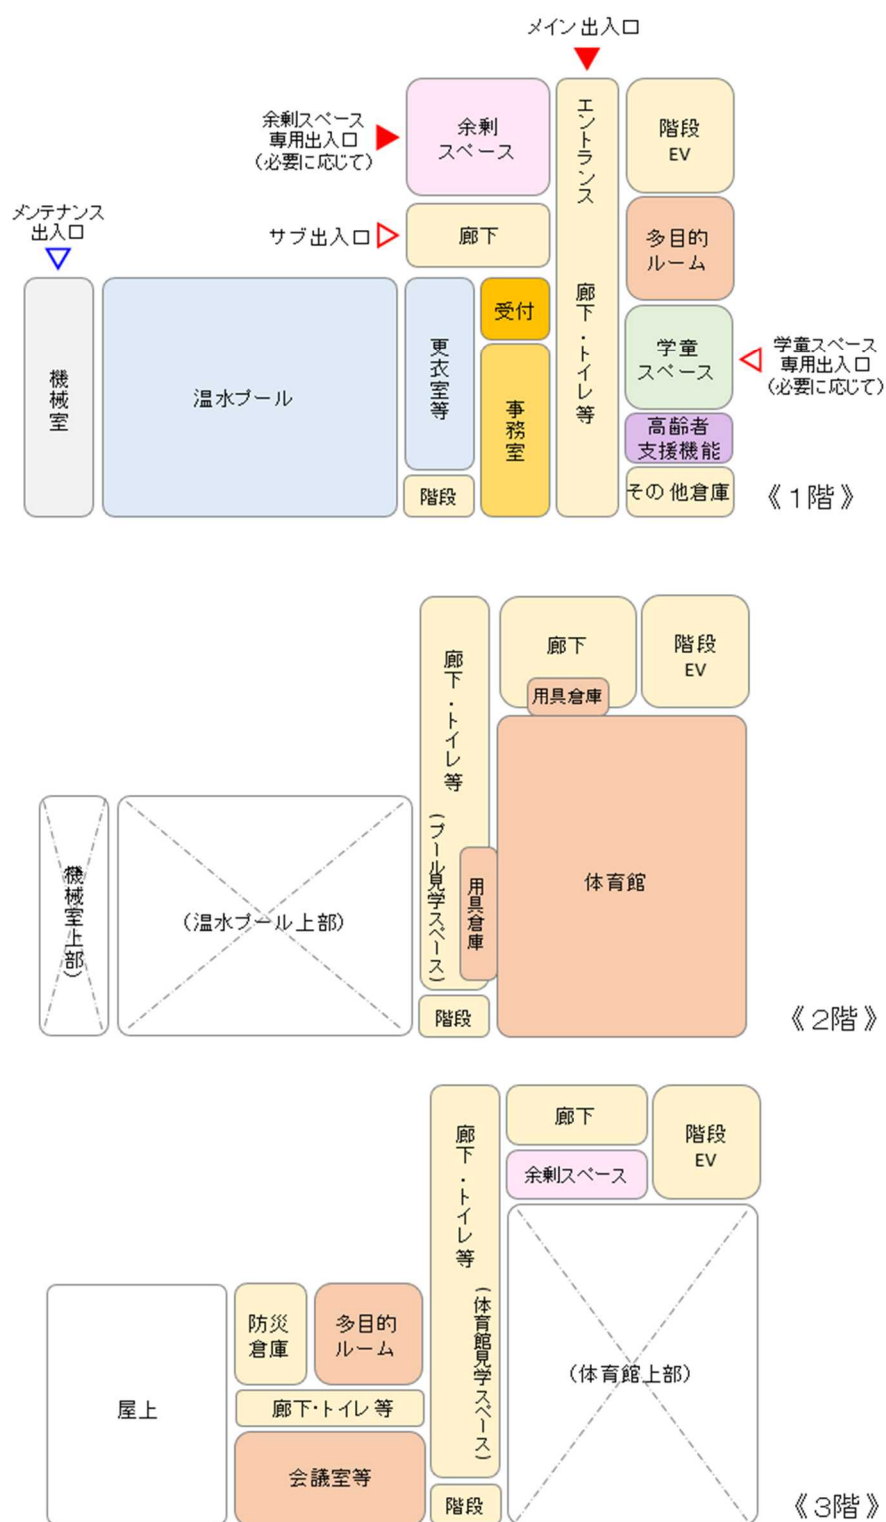 メイン出入口
余剰スペース
専用出入口
(必要に応じて)
余剰
スペース
エントランス
廊下・トイレ等
階段
EV
メンテナンス
出入口
サブ出入口
廊下
多目的
ルーム
機械室
温水プール
更衣室等
受付
事務室
階段
学童
スペース
学童スペース
専用出入口
(必要に応じて)
高齢者
支援機能
その他倉庫
《1階》
廊下・トイレ等
(プール見学スペース)
廊下
用具倉庫
階段
EV
機械室上部)
(温水プール上部)
用具倉庫
体育館
階段
《2階》
廊下・トイレ等
(体育館見学スペース)
廊下
余剰スペース
階段
EV
屋上
防災
倉庫
多目的
ルーム
廊下・トイレ等
会議室等
(体育館上部)
階段
《3階》